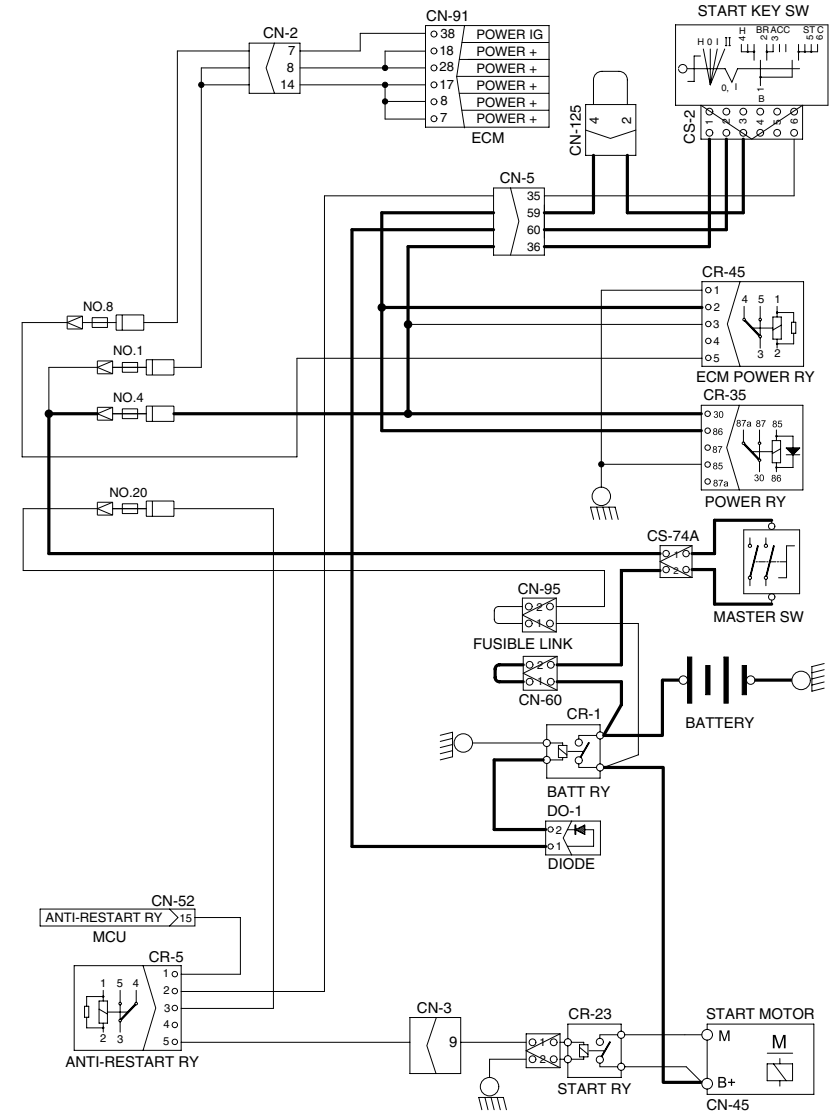 START KEY SW
H O I II
H BR ACC ST C
4 2 3 5 6
0, I
1
B
CS-2
1 2 3 4 5 6
CN-91
38 POWER IG
18 POWER +
28 POWER +
17 POWER +
8 POWER +
7 POWER +
ECM
CN-2
7
8
14
CN-125
4 2
CN-5
35
59
60
36
CR-45
1
2
3
4
5
4 5 1
3 2
ECM POWER RY
NO.8
NO.1
NO.4
CR-35
30
86
87
85
87a
87a 87 85
30 86
POWER RY
NO.20
CS-74A
1
2
MASTER SW
CN-95
2
1
FUSIBLE LINK
2
1
CN-60
BATTERY
CR-1
BATT RY
DO-1
2
1
DIODE
CN-52
ANTI-RESTART RY 15
MCU
CR-5
1
2
3
4
5
1 5 4
2 3
ANTI-RESTART RY
CN-3
9
CR-23
1
2
START RY
START MOTOR
M
M
B+
CN-45